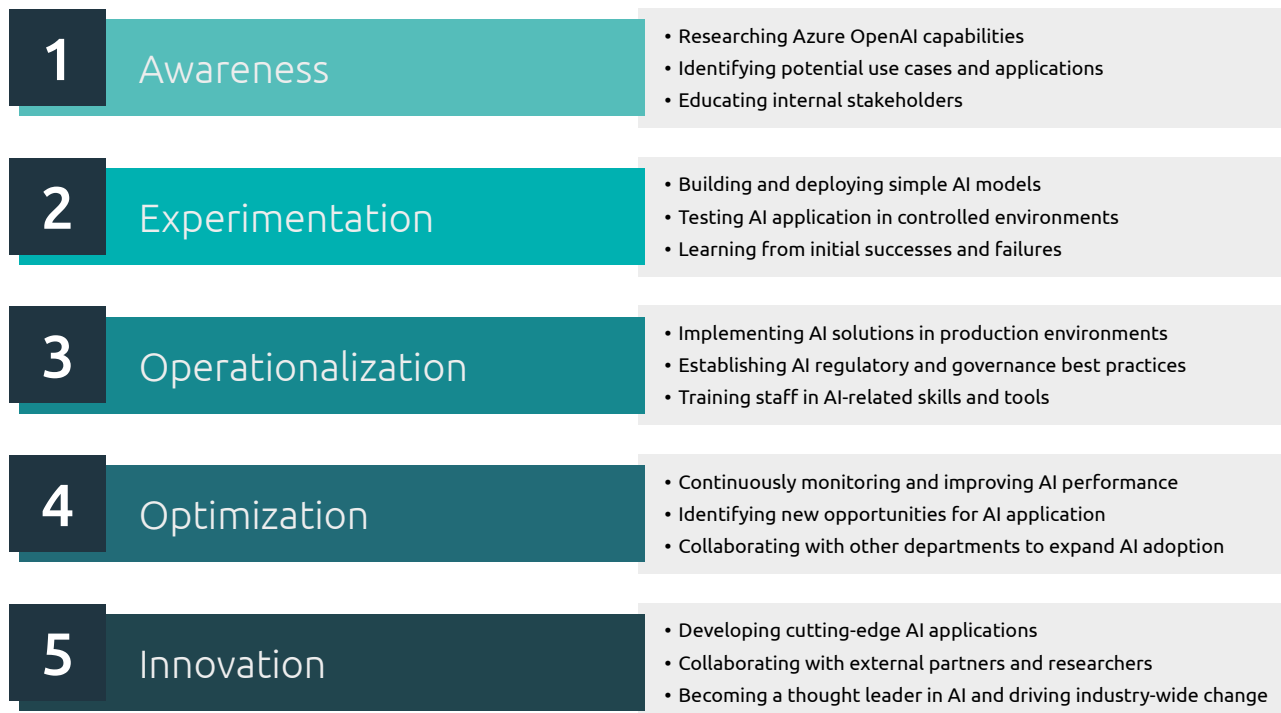 1
Awareness
• Researching Azure OpenAI capabilities
• Identifying potential use cases and applications
• Educating internal stakeholders
2
Experimentation
• Building and deploying simple AI models
• Testing AI application in controlled environments
• Learning from initial successes and failures
3
Operationalization
• Implementing AI solutions in production environments
• Establishing AI regulatory and governance best practices
• Training staff in AI-related skills and tools
4
Optimization
• Continuously monitoring and improving AI performance
• Identifying new opportunities for AI application
• Collaborating with other departments to expand AI adoption
5
Innovation
• Developing cutting-edge AI applications
• Collaborating with external partners and researchers
• Becoming a thought leader in AI and driving industry-wide change